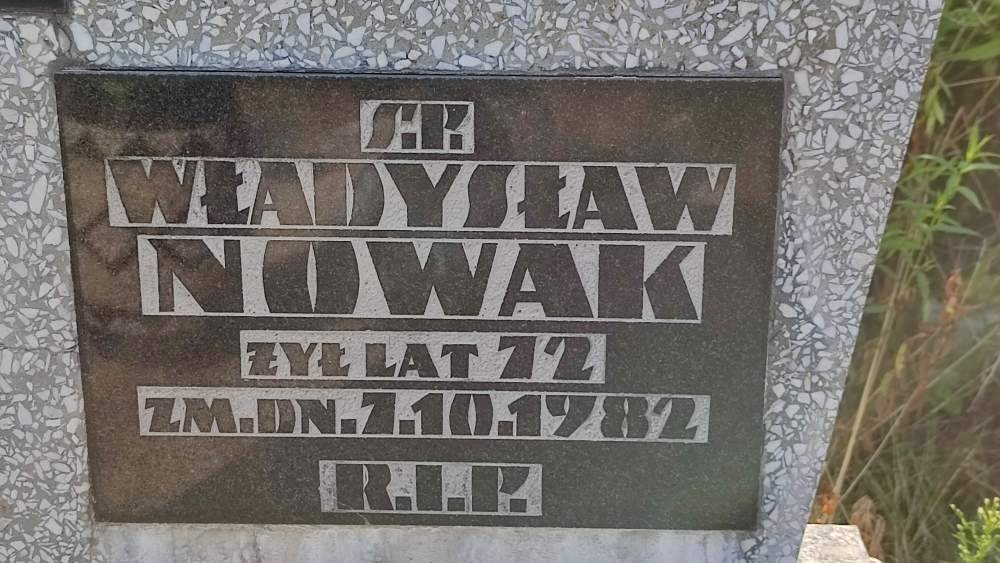 Ś.P.
WŁADYSŁAW
NOWAK
ŻYŁ LAT 72
ZM.DN.7.10.1982
R.I.P.